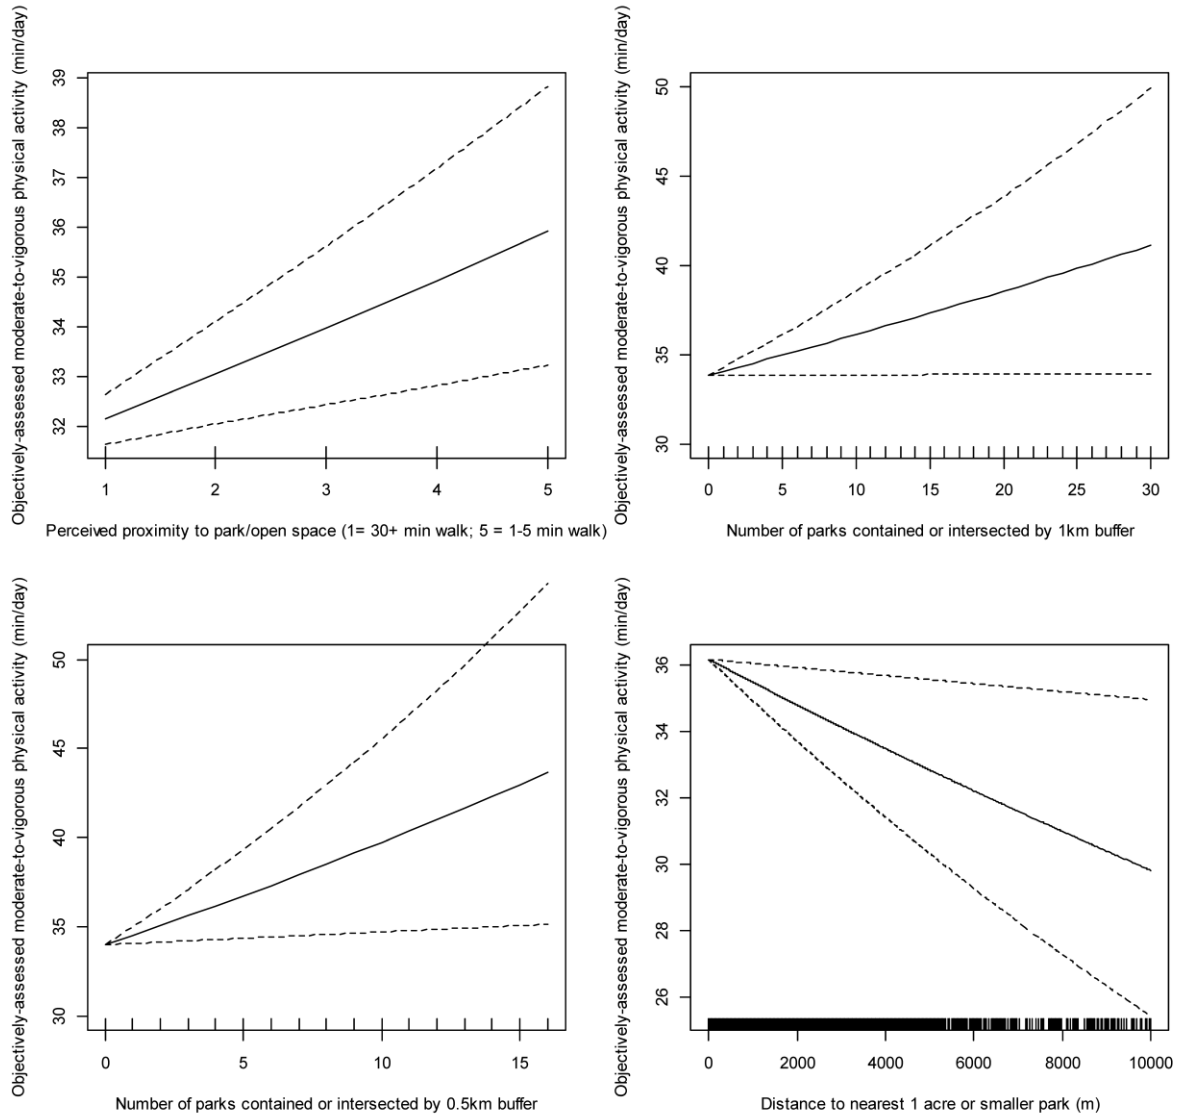 Objectively-assessed moderate-to-vigorous physical activity (min/day)
39
38
37
36
35
34
33
32
1 2 3 4 5
Perceived proximity to park/open space (1= 30+ min walk; 5 = 1-5 min walk)
Objectively-assessed moderate-to-vigorous physical activity (min/day)
50
45
40
35
30
0 5 10 15 20 25 30
Number of parks contained or intersected by 1km buffer
Objectively-assessed moderate-to-vigorous physical activity (min/day)
50
45
40
35
30
0 5 10 15
Number of parks contained or intersected by 0.5km buffer
Objectively-assessed moderate-to-vigorous physical activity (min/day)
36
34
32
30
28
26
0 2000 4000 6000 8000 10000
Distance to nearest 1 acre or smaller park (m)